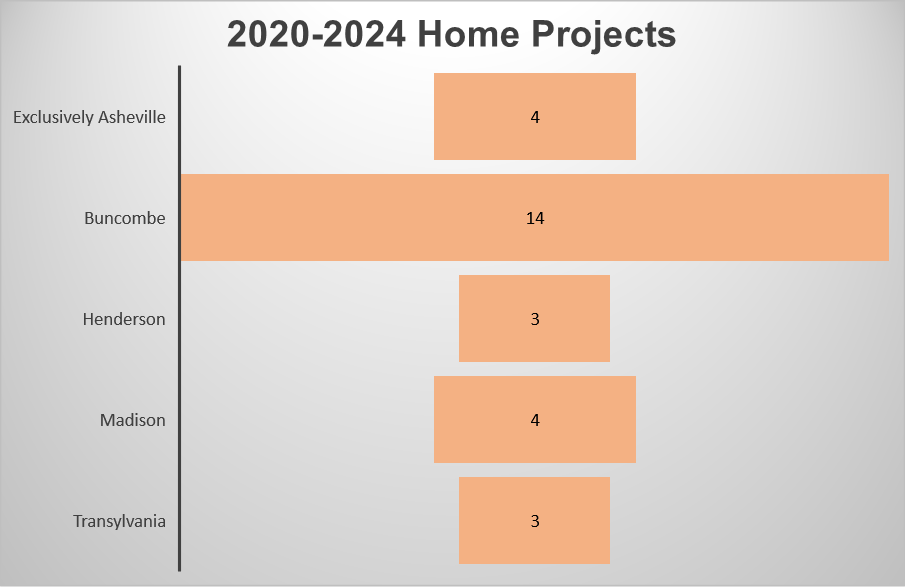 2020-2024 Home Projects
Exclusively Asheville 4
Buncombe 14
Henderson 3
Madison 4
Transylvania 3